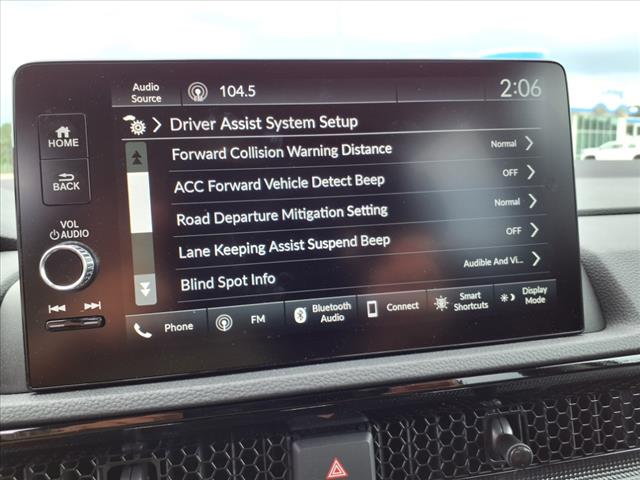 Audio
Source
104.5
2:06
HOME
Driver Assist System Setup
Forward Collision Warning Distance
Normal
BACK
ACC Forward Vehicle Detect Beep
OFF
Road Departure Mitigation Setting
Normal
VOL
AUDIO
Lane Keeping Assist Suspend Beep
OFF
Blind Spot Info
Audible And Vi...
Phone
FM
Bluetooth
Audio
Connect
Smart
Shortcuts
Display
Mode